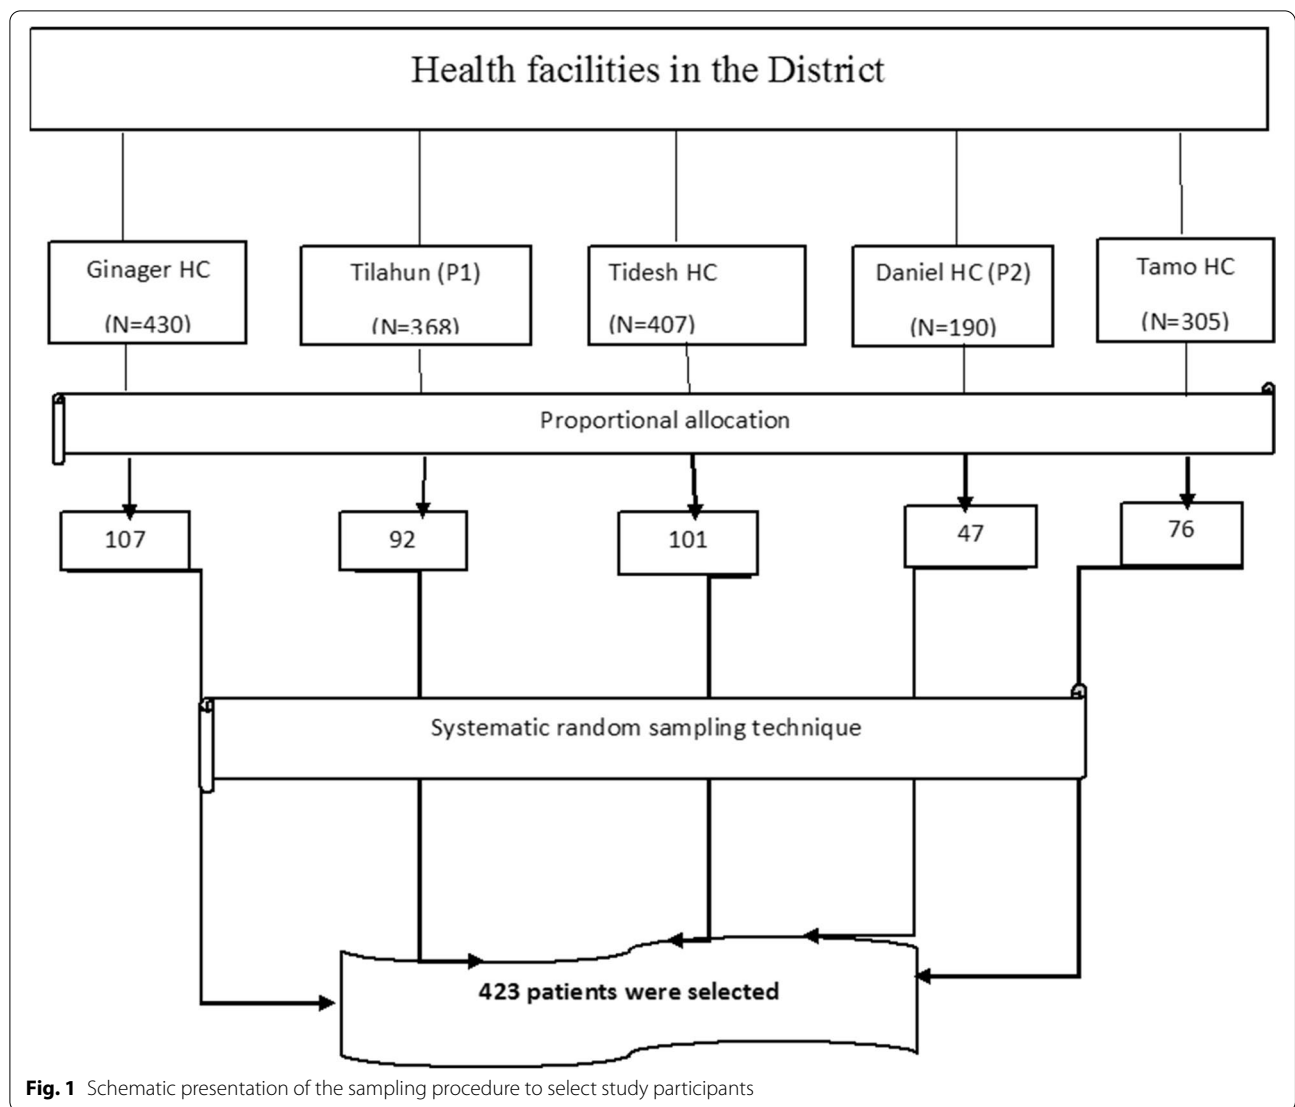 Health facilities in the District
Ginager HC
(N=430)
Tilahun (P1)
(N=368)
Tidesh HC
(N=407)
Daniel HC (P2)
(N=190)
Tamo HC
(N=305)
Proportional allocation
107
92
101
47
76
Systematic random sampling technique
423 patients were selected
Fig. 1 Schematic presentation of the sampling procedure to select study participants